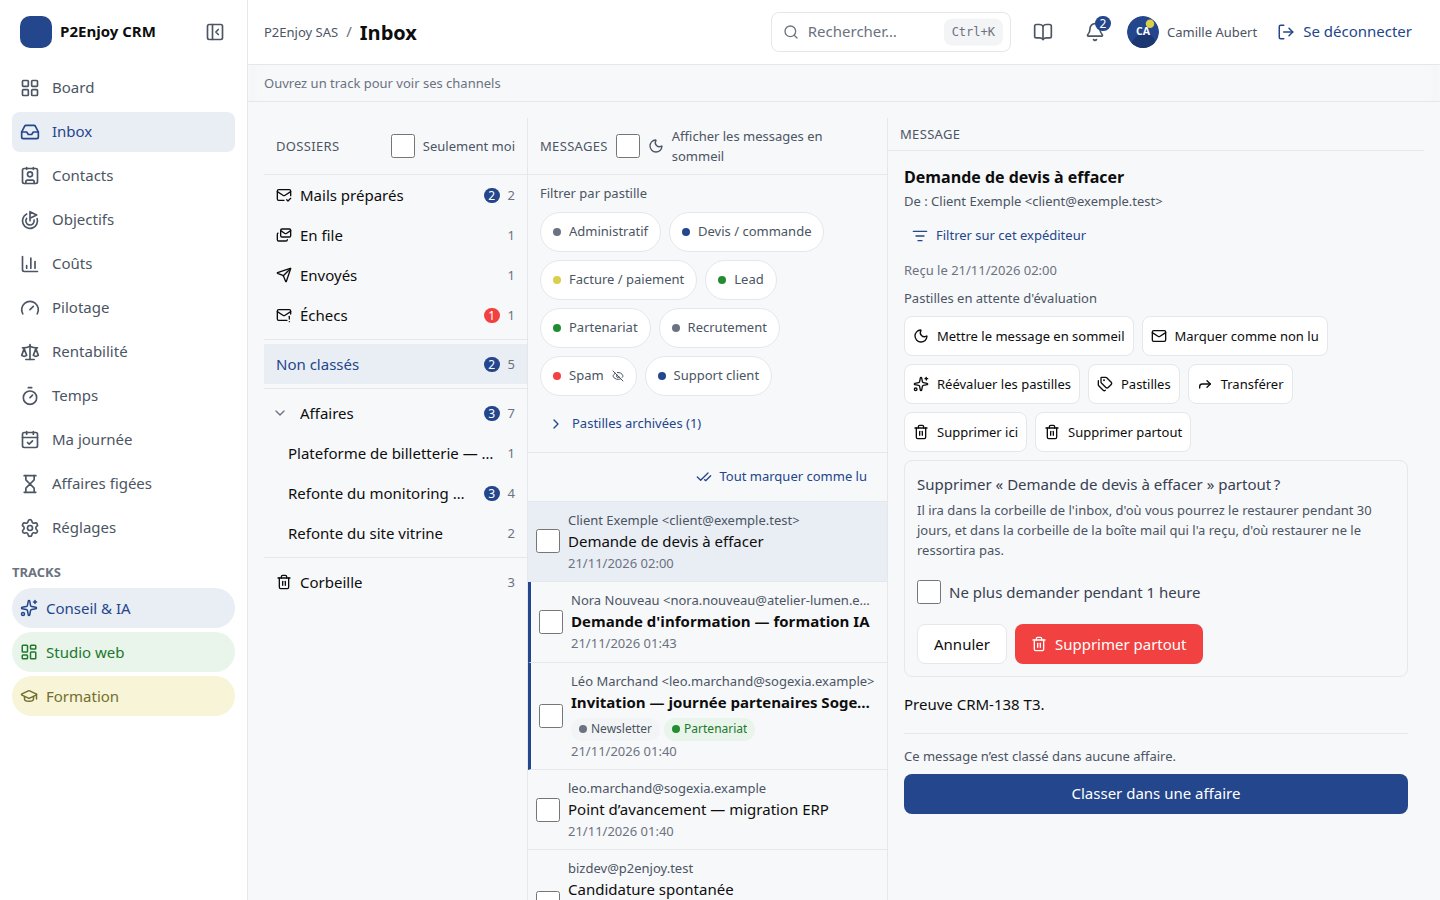 P2Enjoy CRM
Board
Inbox
Contacts
Objectifs
Coûts
Pilotage
Rentabilité
Temps
Ma journée
Affaires figées
Réglages
TRACKS
Conseil & IA
Studio web
Formation
P2Enjoy SAS / Inbox
Rechercher... Ctrl+K
2
CA Camille Aubert
Se déconnecter
Ouvrez un track pour voir ses channels
DOSSIERS Seulement moi
Mails préparés 2 2
En file 1
Envoyés 1
Échecs 1 1
Non classés 2 5
Affaires 3 7
Plateforme de billetterie — ... 1
Refonte du monitoring ... 3 4
Refonte du site vitrine 2
Corbeille 3
MESSAGES Afficher les messages en
sommeil
Filtrer par pastille
Administratif Devis / commande
Facture / paiement Lead
Partenariat Recrutement
Spam Support client
Pastilles archivées (1)
Tout marquer comme lu
Client Exemple <client@exemple.test>
Demande de devis à effacer
21/11/2026 02:00
Nora Nouveau <nora.nouveau@atelier-lumen.e...
Demande d'information — formation IA
21/11/2026 01:43
Léo Marchand <leo.marchand@sogexia.example>
Invitation — journée partenaires Soge...
Newsletter Partenariat
21/11/2026 01:40
leo.marchand@sogexia.example
Point d’avancement — migration ERP
21/11/2026 01:40
bizdev@p2enjoy.test
Candidature spontanée
MESSAGE
Demande de devis à effacer
De : Client Exemple <client@exemple.test>
Filtrer sur cet expéditeur
Reçu le 21/11/2026 02:00
Pastilles en attente d'évaluation
Mettre le message en sommeil Marquer comme non lu
Réévaluer les pastilles Pastilles Transférer
Supprimer ici Supprimer partout
Supprimer « Demande de devis à effacer » partout ?
Il ira dans la corbeille de l'inbox, d'où vous pourrez le restaurer pendant 30
jours, et dans la corbeille de la boîte mail qui l'a reçu, d'où restaurer ne le
ressortira pas.
Ne plus demander pendant 1 heure
Annuler Supprimer partout
Preuve CRM-138 T3.
Ce message n’est classé dans aucune affaire.
Classer dans une affaire